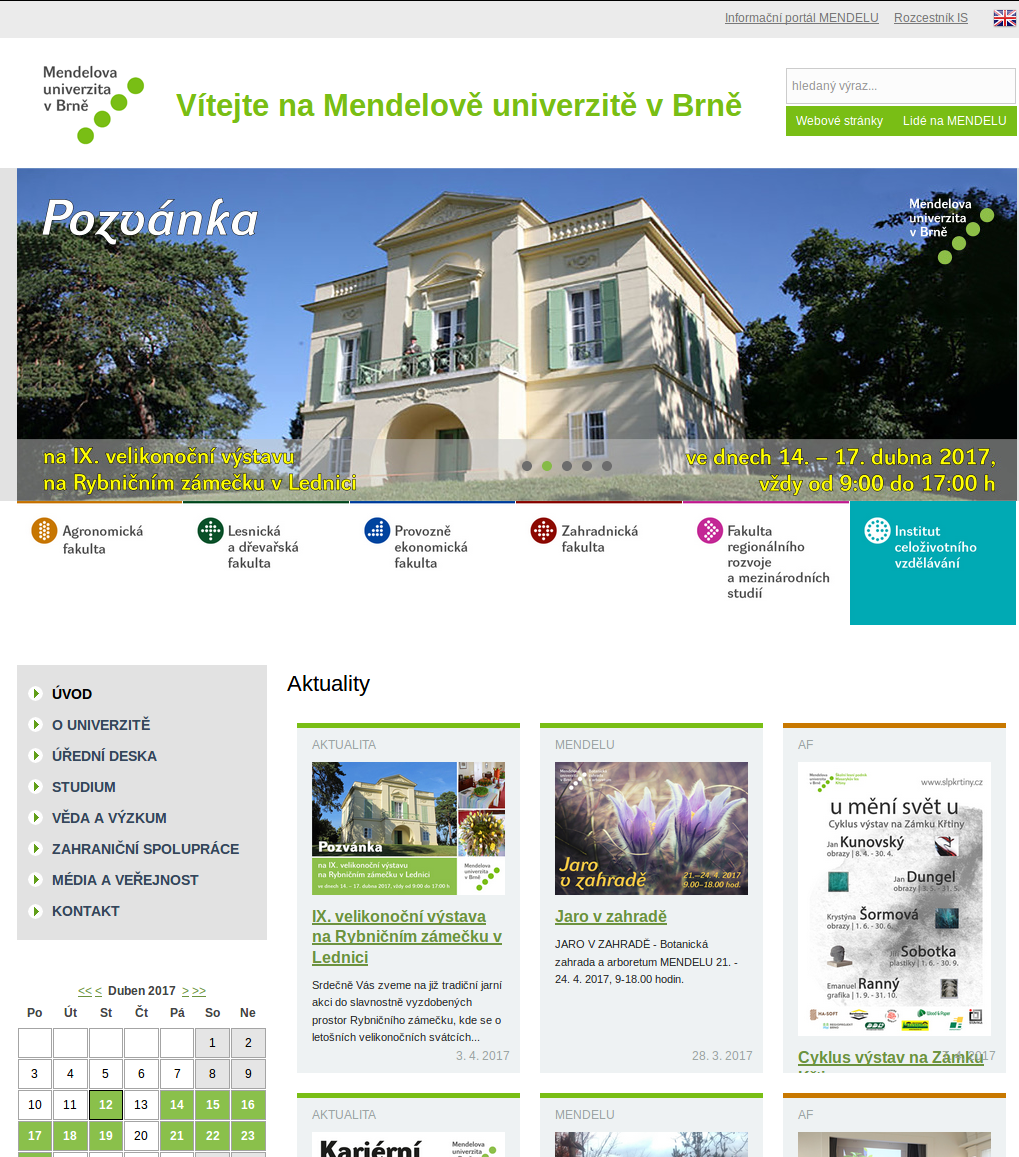 Informační portál MENDELU
Rozcestník IS
Mendelova
univerzita
v Brně
Vítejte na Mendelově univerzitě v Brně
hledaný výraz...
Webové stránky
Lidé na MENDELU
Pozvánka
Mendelova
univerzita
v Brně
na IX. velikonoční výstavu
na Rybničním zámečku v Lednici
ve dnech 14. – 17. dubna 2017,
vždy od 9:00 do 17:00 h
Agronomická
fakulta
Lesnická
a dřevařská
fakulta
Provozně
ekonomická
fakulta
Zahradnická
fakulta
Fakulta
regionálního
rozvoje
a mezinárodních
studií
Institut
celoživotního
vzdělávání
ÚVOD
O UNIVERZITĚ
ÚŘEDNÍ DESKA
STUDIUM
VĚDA A VÝZKUM
ZAHRANIČNÍ SPOLUPRÁCE
MÉDIA A VEŘEJNOST
KONTAKT
<< < Duben 2017 > >>
Po Út St Čt Pá So Ne
1 2
3 4 5 6 7 8 9
10 11 12 13 14 15 16
17 18 19 20 21 22 23
Aktuality
AKTUALITA
Pozvánka
na IX. velikonoční výstavu
na Rybničním zámečku v Lednici
ve dnech 14. – 17. dubna 2017, vždy od 9:00 do 17:00 h
Mendelova
univerzita
v Brně
IX. velikonoční výstava
na Rybničním zámečku v
Lednici
Srdečně Vás zveme na již tradiční jarní
akci do slavnostně vyzdobených
prostor Rybničního zámečku, kde se o
letošních velikonočních svátcích...
3. 4. 2017
MENDELU
Jaro
v zahradě
21.–24. 4. 2017
9.00–18.00 hod.
Jaro v zahradě
JARO V ZAHRADĚ - Botanická
zahrada a arboretum MENDELU 21. -
24. 4. 2017, 9-18.00 hodin.
28. 3. 2017
AF
www.slpkrtiny.cz
u mění svět u
Cyklus výstav na Zámku Křtiny
Jan Kunovský
obrazy | 8. 4. - 30. 4.
Jan Dungel
obrazy | 3. 5. - 31. 5.
Krystýna Šormová
obrazy | 1. 6. - 30. 6.
Jiří Sobotka
plastiky | 1. 6. - 30. 9.
Emanuel Ranný
grafika | 1. 9. - 31. 10.
HA-SOFT
Wood & Paper
Cyklus výstav na Zámku
AKTUALITA
Kariérní
Mendelova
univerzita
v Brně
MENDELU
AF